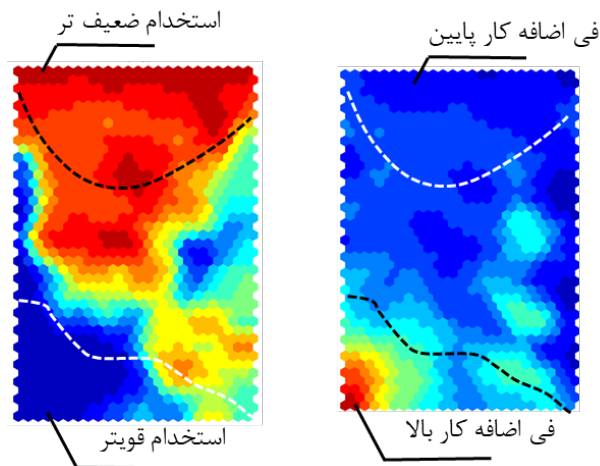 استخدام ضعیف تر
فی اضافه کار پایین
استخدام قویتر
فی اضافه کار بالا